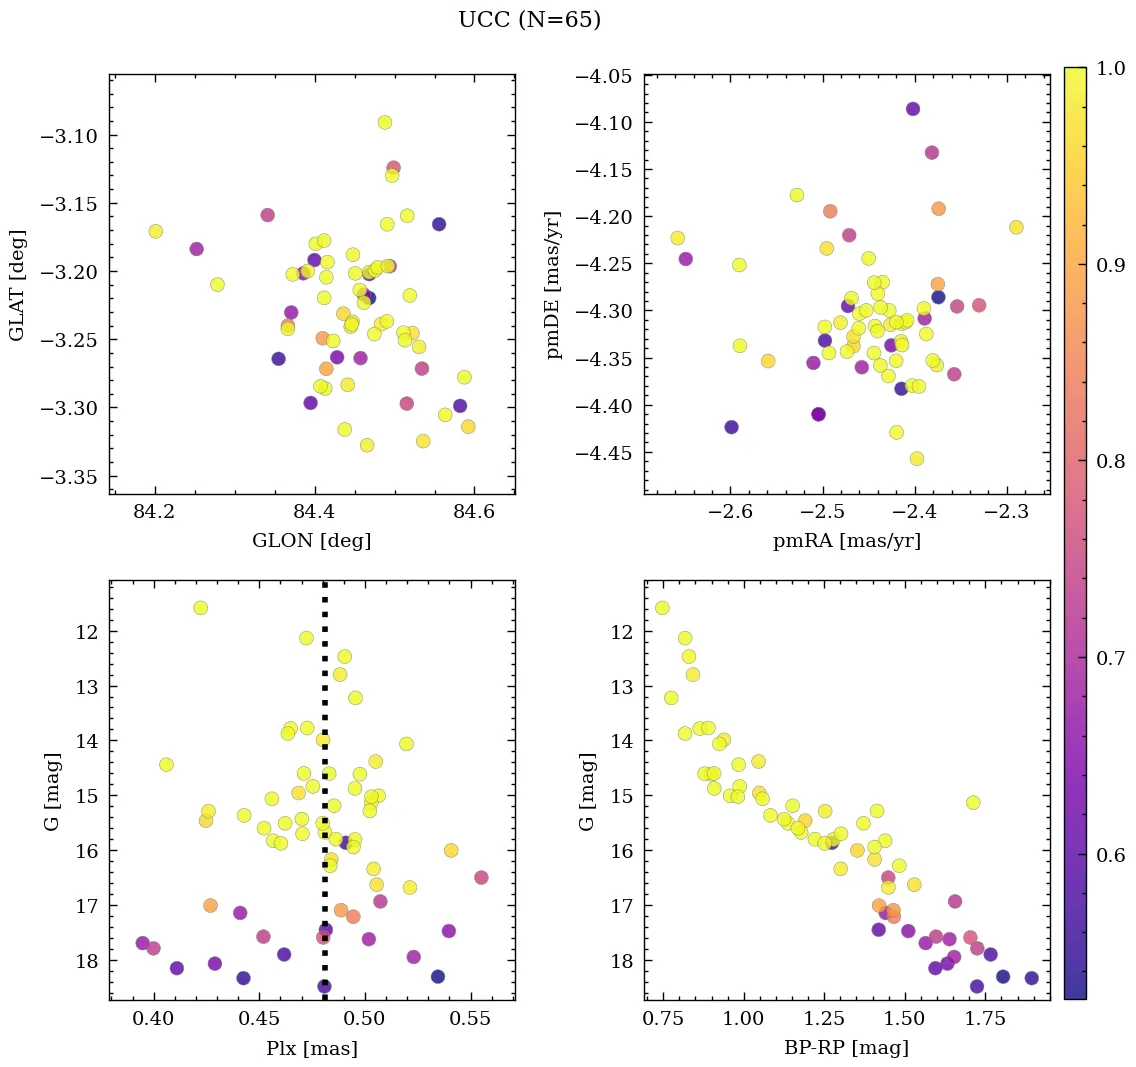 UCC (N=65)
−3.10
−3.15
−3.20
−3.25
−3.30
−3.35
GLAT [deg]
84.2 84.4 84.6
GLON [deg]
−4.05
−4.10
−4.15
−4.20
−4.25
−4.30
−4.35
−4.40
−4.45
pmDE [mas/yr]
−2.6 −2.5 −2.4 −2.3
pmRA [mas/yr]
1.0
0.9
0.8
0.7
0.6
12
13
14
15
16
17
18
G [mag]
0.40 0.45 0.50 0.55
Plx [mas]
12
13
14
15
16
17
18
G [mag]
0.75 1.00 1.25 1.50 1.75
BP-RP [mag]